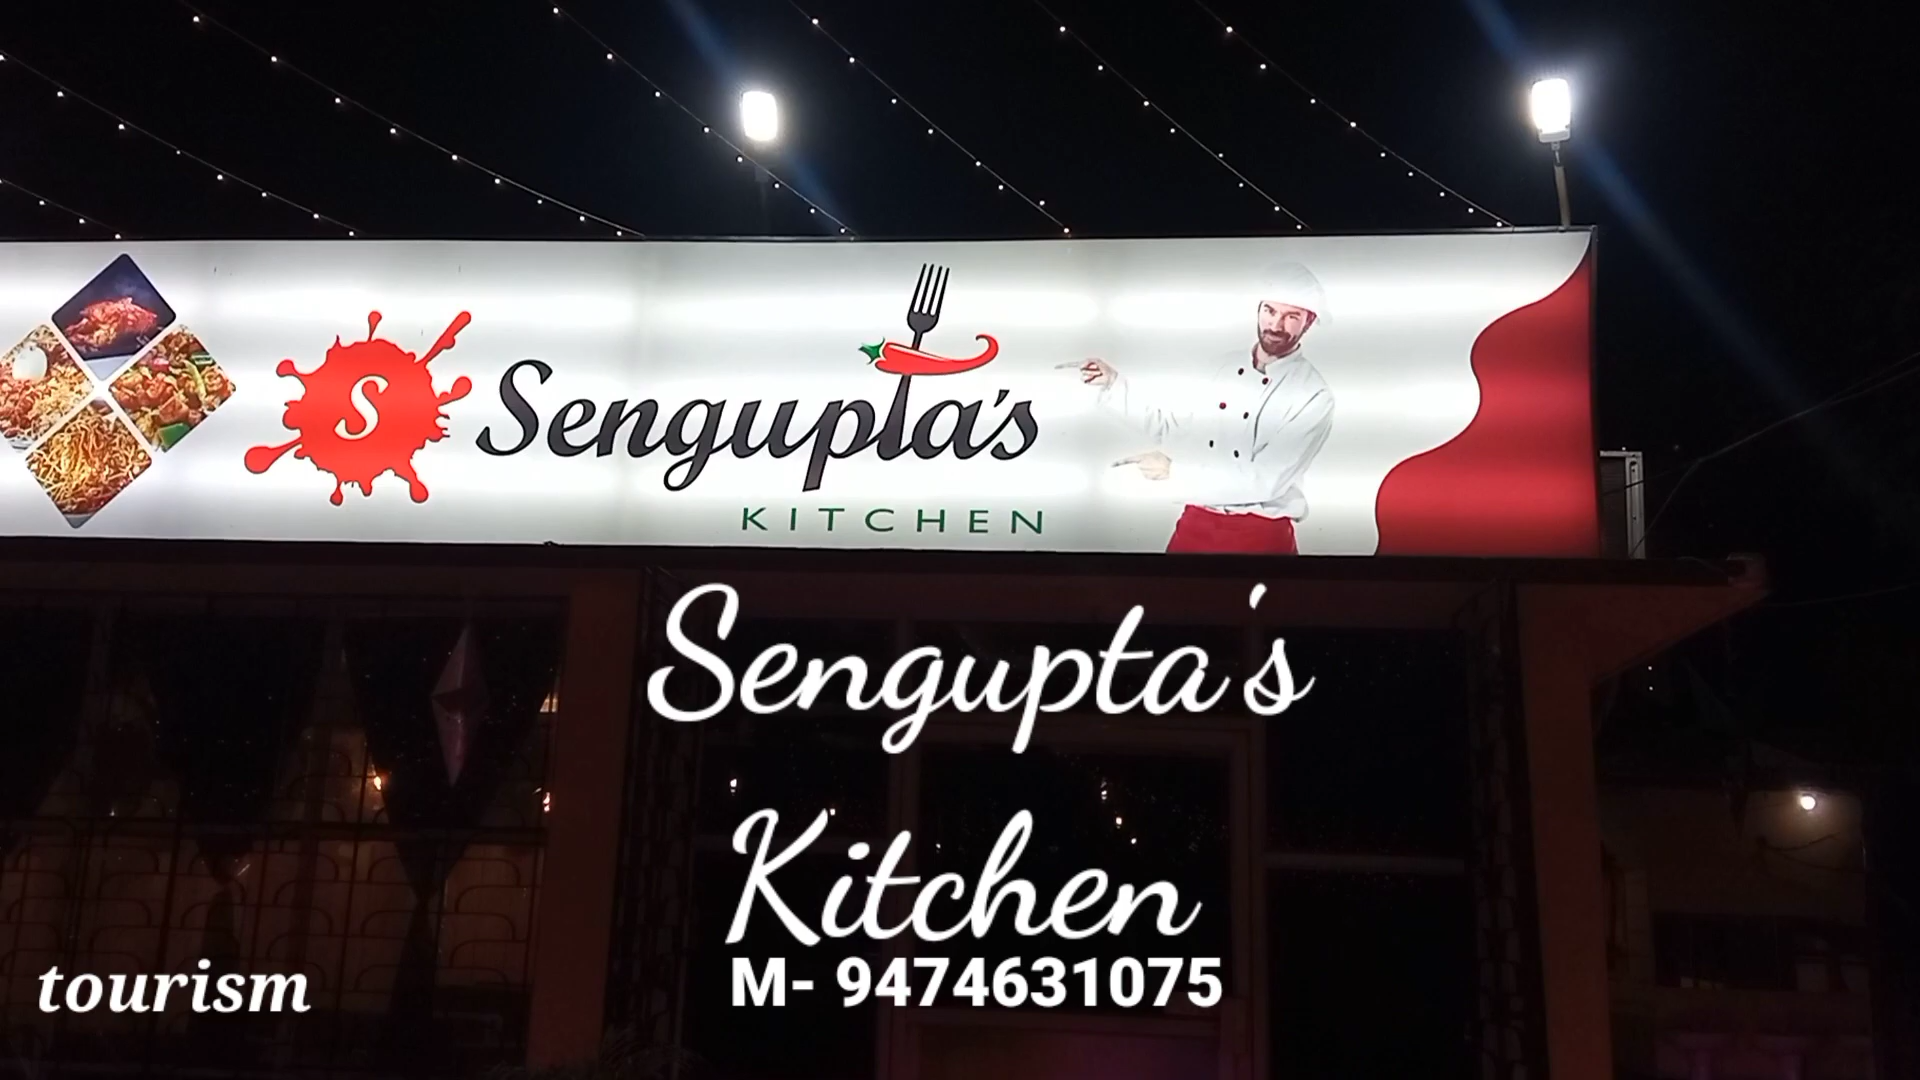 S
Sengupta's
KITCHEN
Sengupta's
Kitchen
M- 9474631075
tourism